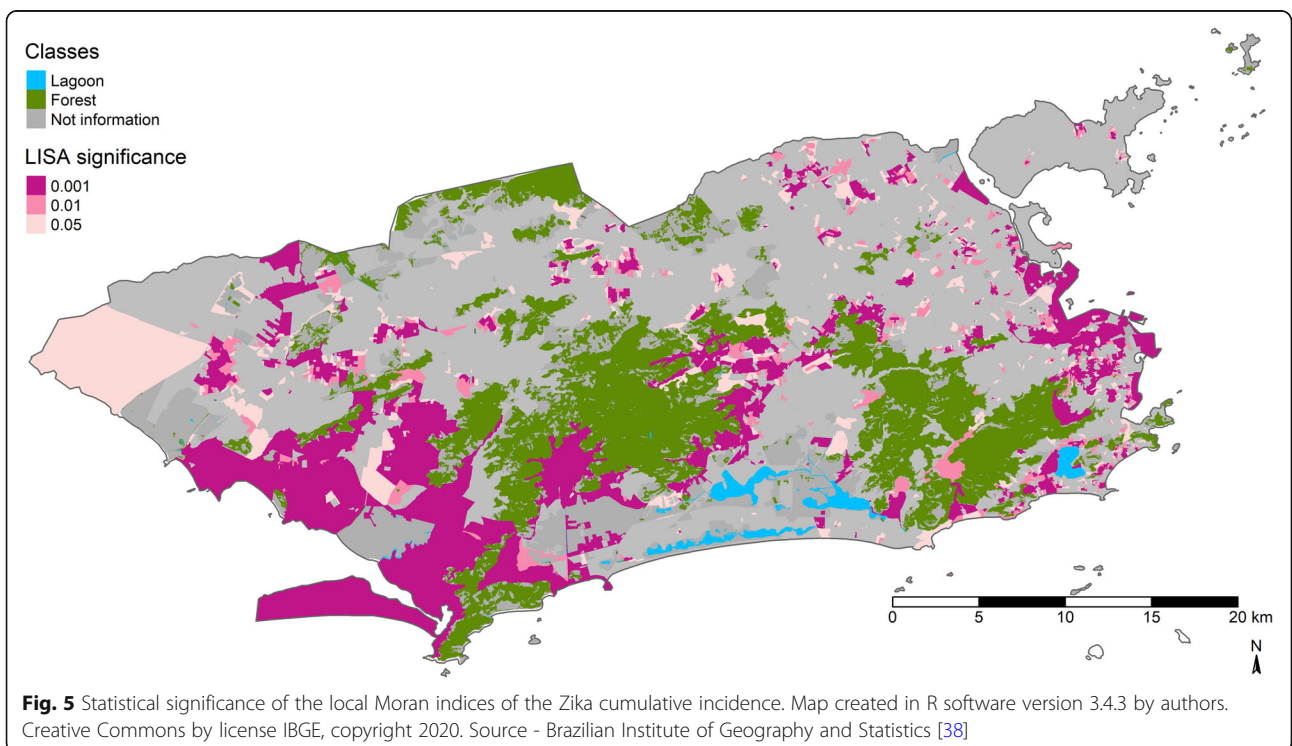 Classes
Lagoon
Forest
Not information
LISA significance
0.001
0.01
0.05
0 5 10 15 20 km
N
Fig. 5 Statistical significance of the local Moran indices of the Zika cumulative incidence. Map created in R software version 3.4.3 by authors.
Creative Commons by license IBGE, copyright 2020. Source - Brazilian Institute of Geography and Statistics [38]